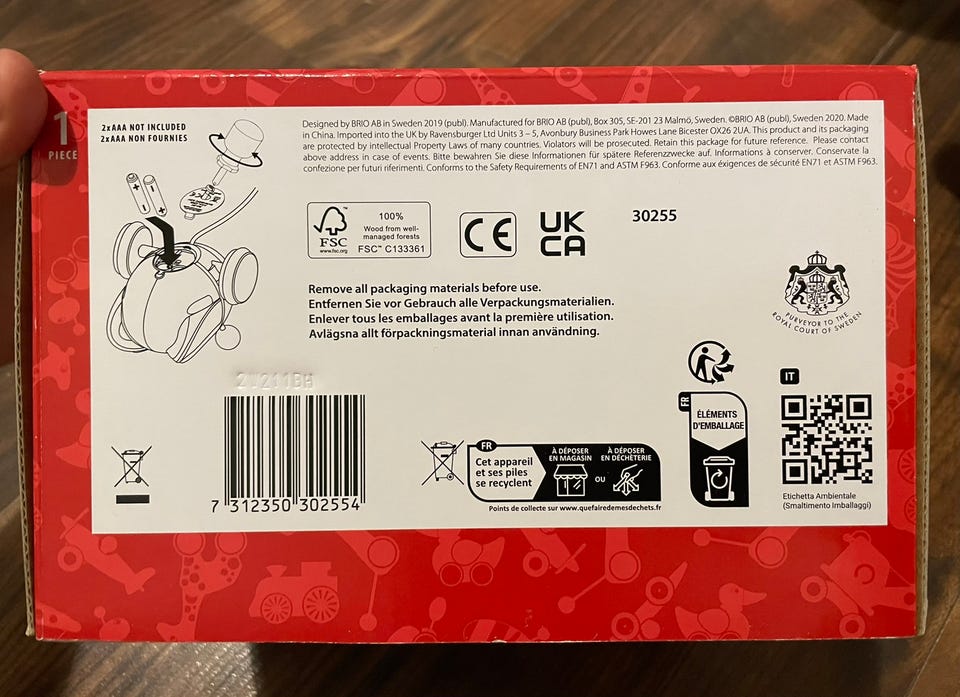 1
PIECE
2xAAA NOT INCLUDED
2xAAA NON FOURNIES
Designed by BRIO AB in Sweden 2019 (publ). Manufactured for BRIO AB (publ), Box 305, SE-201 23 Malmö, Sweden. ©BRIO AB (publ), Sweden 2020. Made
in China. Imported into the UK by Ravensburger Ltd Units 3 – 5, Avonbury Business Park Howes Lane Bicester OX26 2UA. This product and its packaging
are protected by intellectual Property Laws of many countries. Violators will be prosecuted. Retain this package for future reference. Please contact
above address in case of events. Bitte bewahren Sie diese Informationen für spätere Referenzzwecke auf. Informations à conserver. Conservate la
confezione per futuri riferimenti. Conforms to the Safety Requirements of EN71 and ASTM F963. Conforme aux éxigences de sécurité EN71 et ASTM F963.
FSC
www.fsc.org
100%
Wood from well-
managed forests
FSC™ C133361
CE
UK
CA
30255
Remove all packaging materials before use.
Entfernen Sie vor Gebrauch alle Verpackungsmaterialien.
Enlever tous les emballages avant la première utilisation.
Avlägsna allt förpackningsmaterial innan användning.
PURVEYOR TO THE
ROYAL COURT OF SWEDEN
2W211BH
7 312350 302554
FR
Cet appareil
et ses piles
se recyclent
À DÉPOSER
EN MAGASIN
OU
À DÉPOSER
EN DÉCHÈTERIE
Points de collecte sur www.quefairedemesdechets.fr
FR
ÉLÉMENTS
D'EMBALLAGE
IT
Etichetta Ambientale
(Smaltimento Imballaggi)